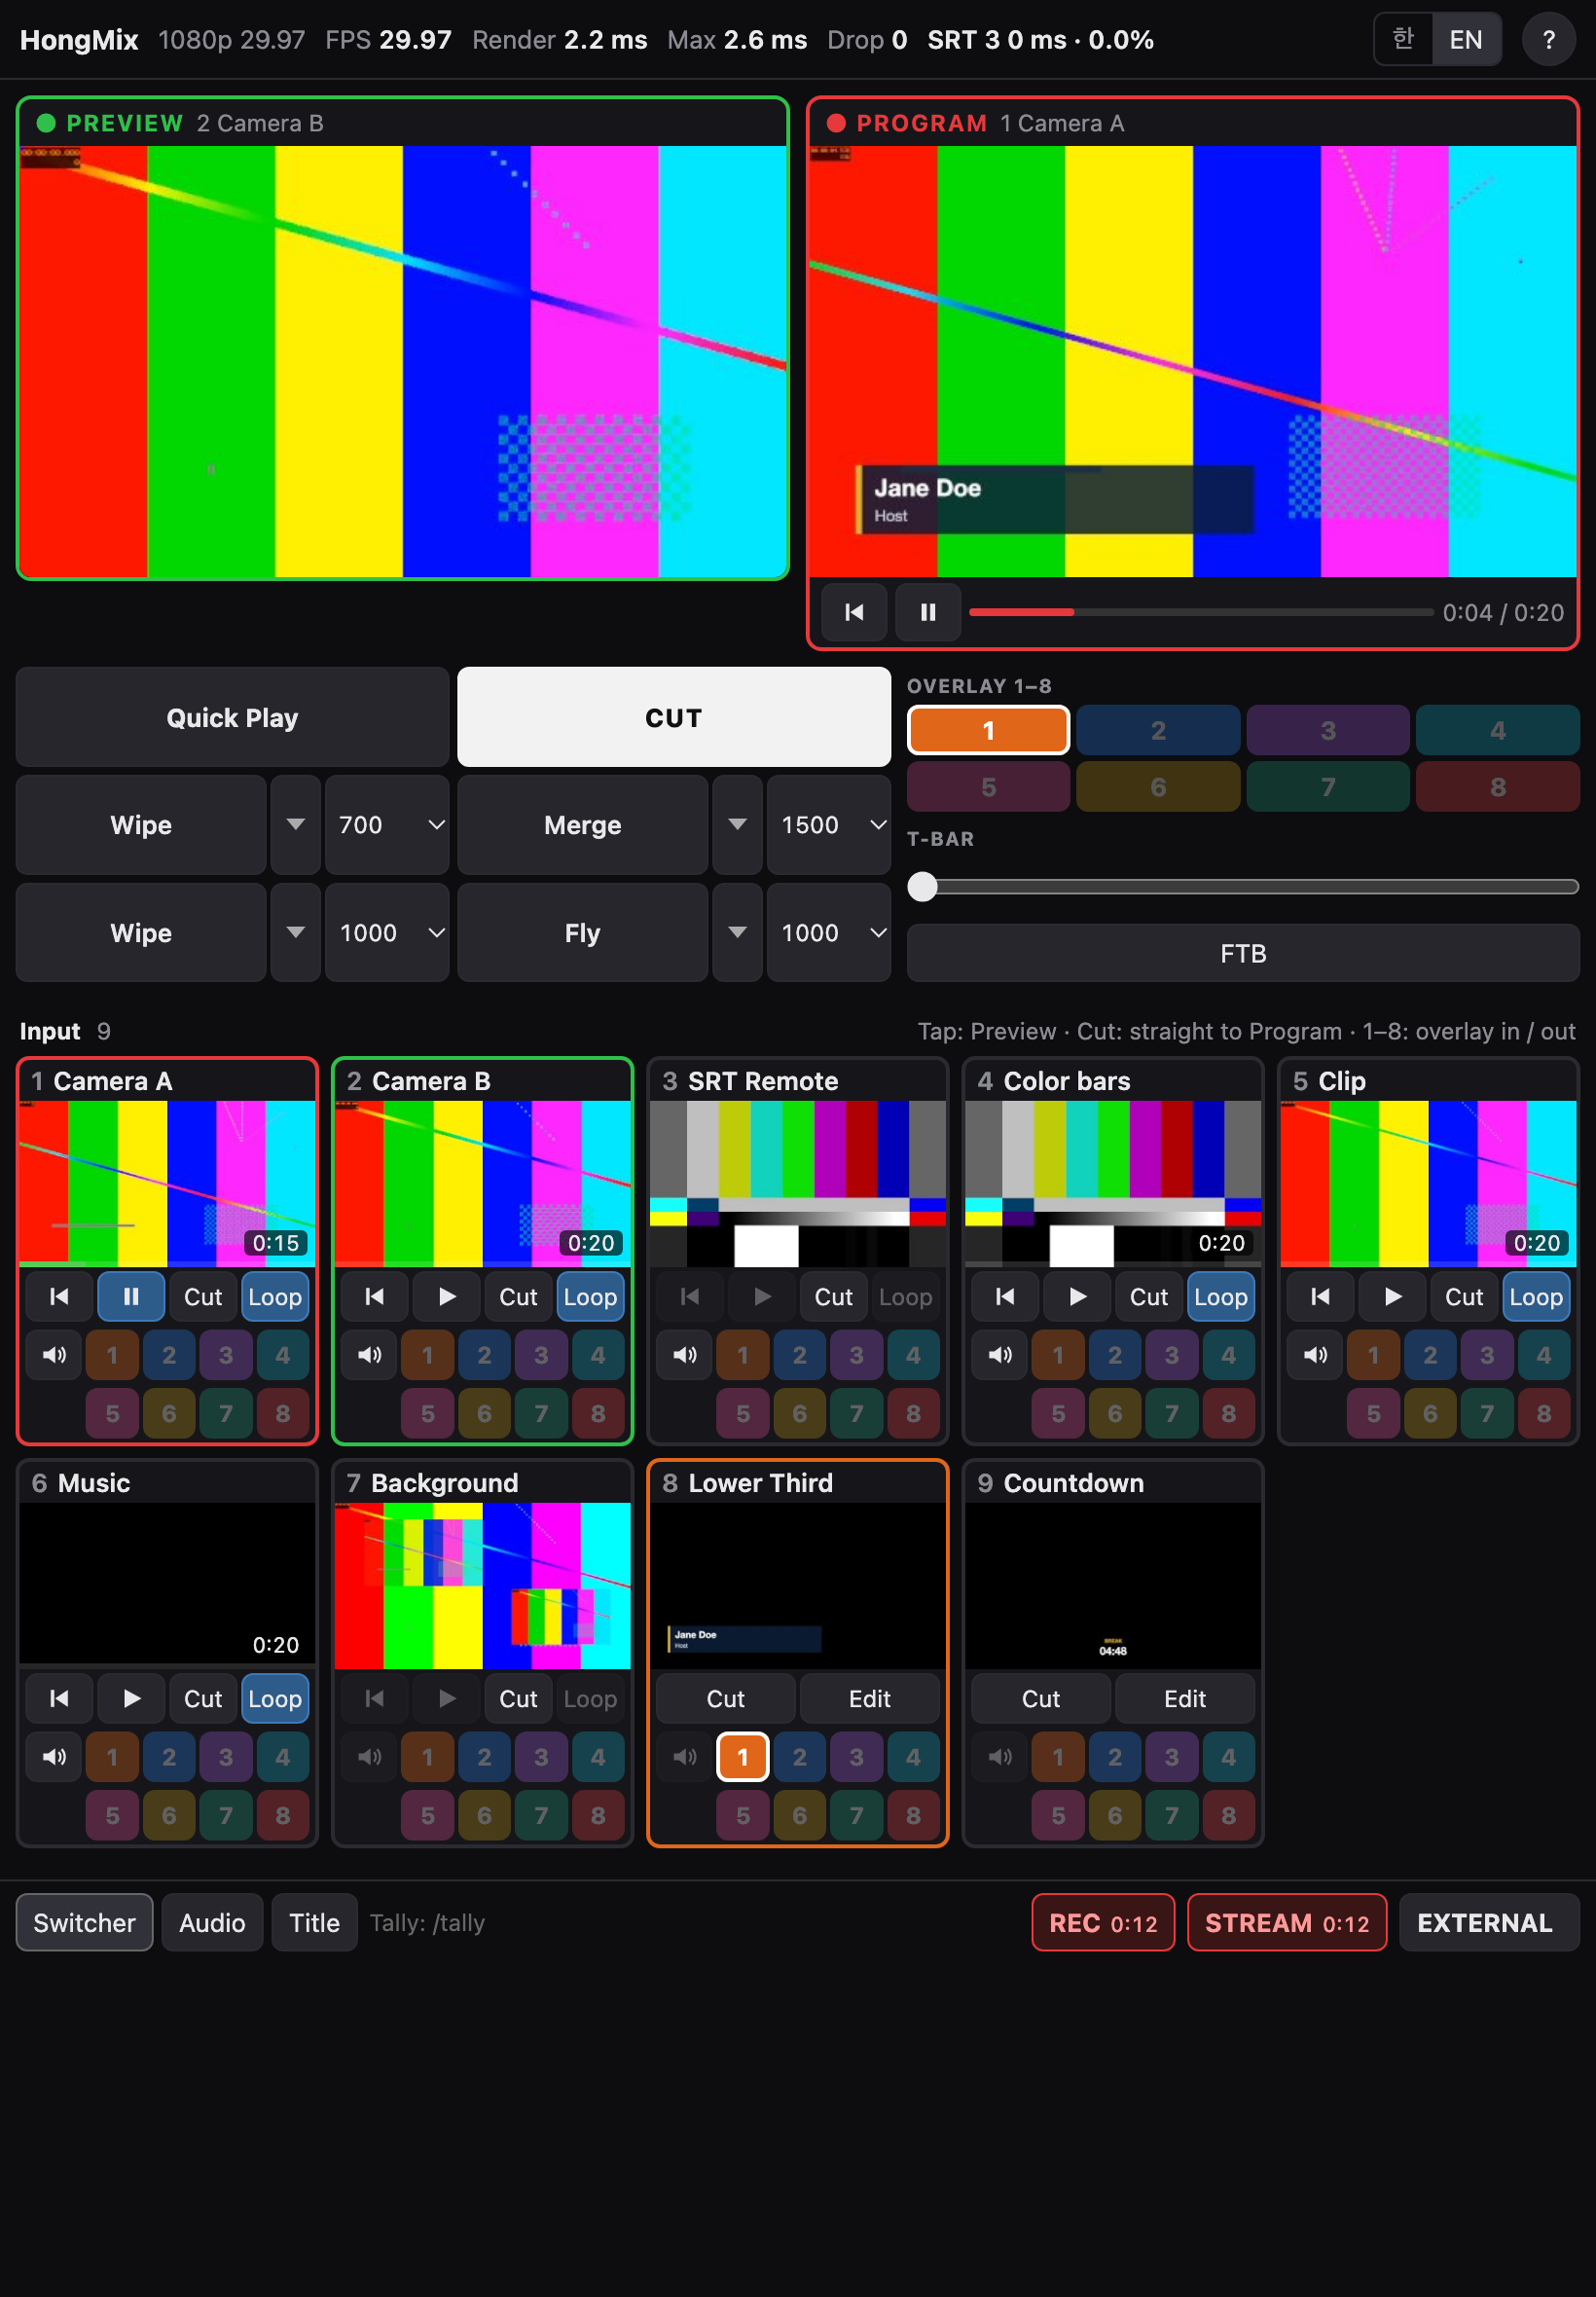 HongMix 1080p 29.97 FPS 29.97 Render 2.2 ms Max 2.6 ms Drop 0 SRT 3 0 ms · 0.0% 한 EN ?
PREVIEW 2 Camera B
PROGRAM 1 Camera A
Jane Doe
Host
0:04 / 0:20
Quick Play CUT
Wipe 700 Merge 1500
Wipe 1000 Fly 1000
OVERLAY 1–8
1 2 3 4
5 6 7 8
T-BAR
FTB
Input 9 Tap: Preview · Cut: straight to Program · 1–8: overlay in / out
1 Camera A
0:15
Cut Loop
1 2 3 4
5 6 7 8
2 Camera B
0:20
Cut Loop
1 2 3 4
5 6 7 8
3 SRT Remote
Cut Loop
1 2 3 4
5 6 7 8
4 Color bars
0:20
Cut Loop
1 2 3 4
5 6 7 8
5 Clip
0:20
Cut Loop
1 2 3 4
5 6 7 8
6 Music
0:20
Cut Loop
1 2 3 4
5 6 7 8
7 Background
Cut Loop
1 2 3 4
5 6 7 8
8 Lower Third
Jane Doe
Host
Cut Edit
1 2 3 4
5 6 7 8
9 Countdown
BREAK
04:48
Cut Edit
1 2 3 4
5 6 7 8
Switcher Audio Title Tally: /tally REC 0:12 STREAM 0:12 EXTERNAL